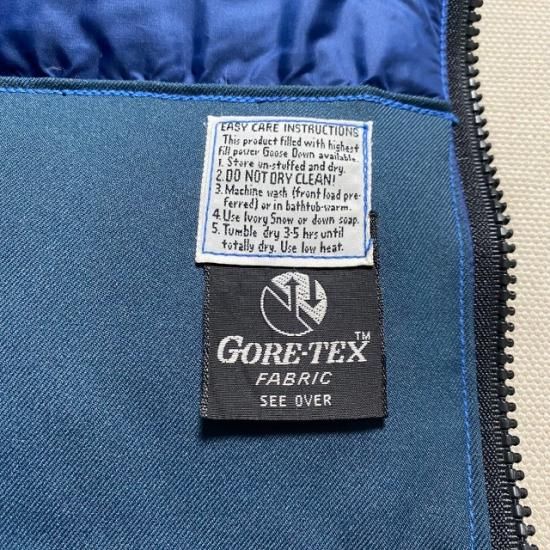 EASY CARE INSTRUCTIONS
This product filled with highest
fill power Goose Down available.
1. Store un-stuffed and dry.
2. DO NOT DRY CLEAN!
3. Machine wash (front load pre-
ferred) or in bathtub-warm.
4. Use Ivory Snow or down soap.
5. Tumble dry 3-5 hrs until
totally dry. Use low heat.
GORE-TEX™
FABRIC
SEE OVER